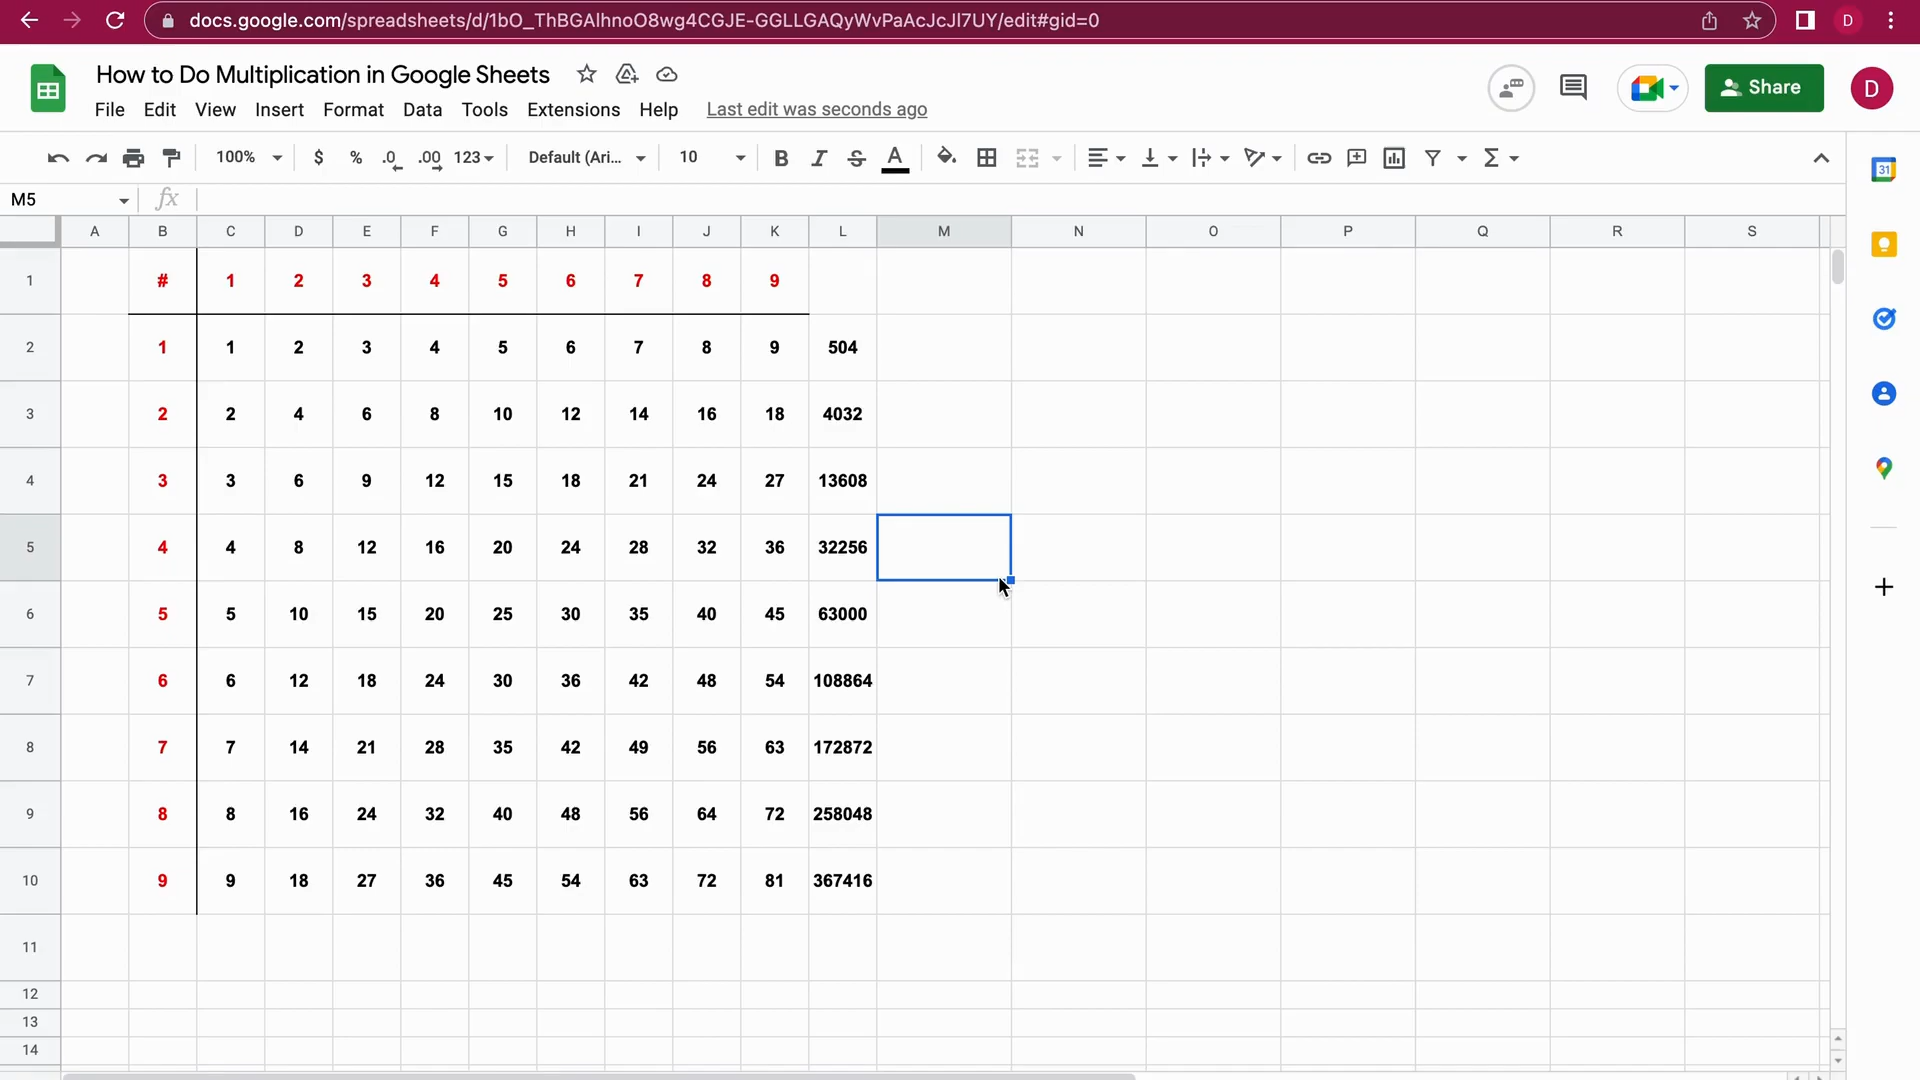 docs.google.com/spreadsheets/d/1bO_ThBGAlhnoO8wg4CGJE-GGLLGAQyWvPaAcJcJl7UY/edit#gid=0
D
How to Do Multiplication in Google Sheets
File Edit View Insert Format Data Tools Extensions Help Last edit was seconds ago
Share
D
100% $ % .0 .00 123 Default (Ari... 10 B I S A Σ
31
M5 fx
A B C D E F G H I J K L M N O P Q R S
1 # 1 2 3 4 5 6 7 8 9
2 1 1 2 3 4 5 6 7 8 9 504
3 2 2 4 6 8 10 12 14 16 18 4032
4 3 3 6 9 12 15 18 21 24 27 13608
5 4 4 8 12 16 20 24 28 32 36 32256
6 5 5 10 15 20 25 30 35 40 45 63000
7 6 6 12 18 24 30 36 42 48 54 108864
8 7 7 14 21 28 35 42 49 56 63 172872
9 8 8 16 24 32 40 48 56 64 72 258048
10 9 9 18 27 36 45 54 63 72 81 367416
11
12
13
14